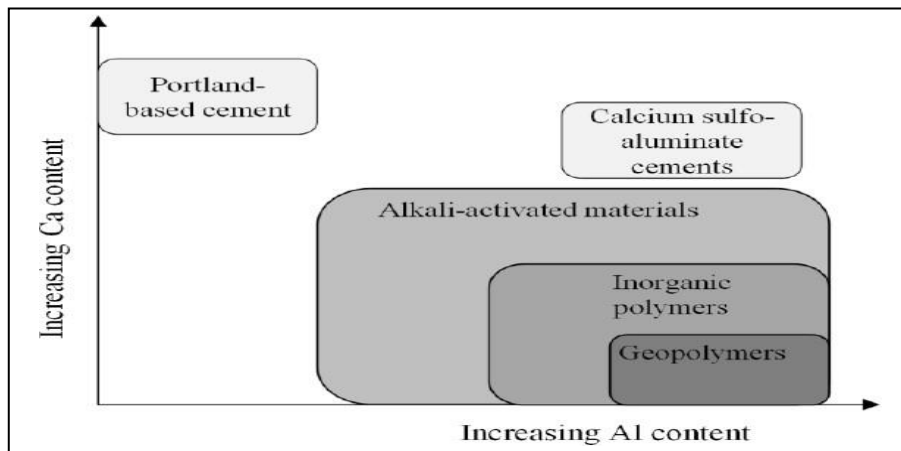 Portland-
based cement
Calcium sulfo-
aluminate
cements
Alkali-activated materials
Inorganic
polymers
Geopolymers
Increasing Ca content
Increasing Al content